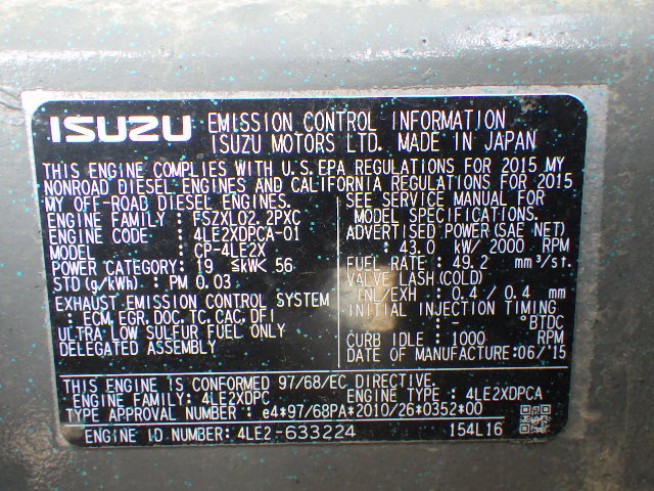 ISUZU EMISSION CONTROL INFORMATION
ISUZU MOTORS LTD. MADE IN JAPAN
THIS ENGINE COMPLIES WITH U.S. EPA REGULATIONS FOR 2015 MY
NONROAD DIESEL ENGINES AND CALIFORNIA REGULATIONS FOR 2015
MY OFF-ROAD DIESEL ENGINES.
ENGINE FAMILY : FSZXL02.2PXC
ENGINE CODE : 4LE2XDPCA-01
MODEL : CP-4LE2X
POWER CATEGORY : 19 ≦kW< 56
STD (g/kWh) : PM 0.03
EXHAUST EMISSION CONTROL SYSTEM
: ECM, EGR, DOC, TC, CAC, DFI
ULTRA LOW SULFUR FUEL ONLY
DELEGATED ASSEMBLY
SEE SERVICE MANUAL FOR
MODEL SPECIFICATIONS.
ADVERTISED POWER (SAE NET)
: 43.0 kW/ 2000 RPM
FUEL RATE : 49.2 mm³/st.
VALVE LASH (COLD)
INL/EXH : 0.4 / 0.4 mm
INITIAL INJECTION TIMING
: - °BTDC
CURB IDLE : 1000 RPM
DATE OF MANUFACTURE : 06/'15
THIS ENGINE IS CONFORMED 97/68/EC DIRECTIVE.
ENGINE FAMILY: 4LE2XDPC ENGINE TYPE : 4LE2XDPCA
TYPE APPROVAL NUMBER : e4*97/68PA*2010/26*0352*00
ENGINE ID NUMBER: 4LE2-633224 154L16